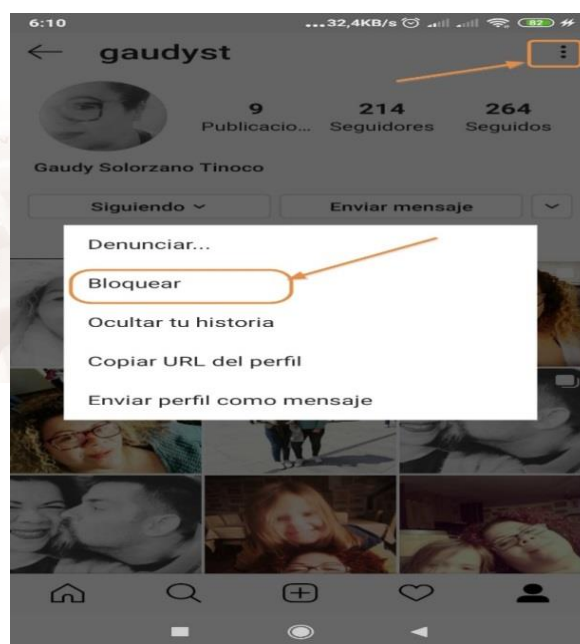 6:10 ...32,4KB/s 82
gaudyst
9 214 264
Publicacio... Seguidores Seguidos
Gaudy Solorzano Tinoco
Siguiendo Enviar mensaje
Denunciar...
Bloquear
Ocultar tu historia
Copiar URL del perfil
Enviar perfil como mensaje